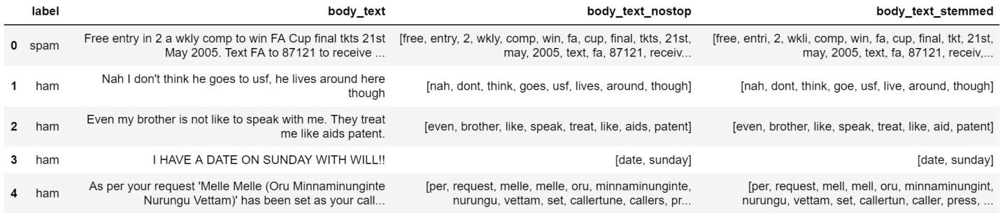 label body_text body_text_nostop body_text_stemmed
0 spam Free entry in 2 a wkly comp to win FA Cup final tkts 21st [free, entry, 2, wkly, comp, win, fa, cup, final, tkts, 21st, [free, entri, 2, wkli, comp, win, fa, cup, final, tkt, 21st,
May 2005. Text FA to 87121 to receive ... may, 2005, text, fa, 87121, receiv... may, 2005, text, fa, 87121, receiv,...
1 ham Nah I don't think he goes to usf, he lives around here [nah, dont, think, goes, usf, lives, around, though] [nah, dont, think, goe, usf, live, around, though]
though
2 ham Even my brother is not like to speak with me. They treat [even, brother, like, speak, treat, like, aids, patent] [even, brother, like, speak, treat, like, aid, patent]
me like aids patent.
3 ham I HAVE A DATE ON SUNDAY WITH WILL!! [date, sunday] [date, sunday]
4 ham As per your request 'Melle Melle (Oru Minnaminunginte [per, request, melle, melle, oru, minnaminunginte, [per, request, mell, mell, oru, minnaminungint,
Nurungu Vettam)' has been set as your call... nurungu, vettam, set, callertune, callers, pr... nurungu, vettam, set, callertun, caller, press, ...